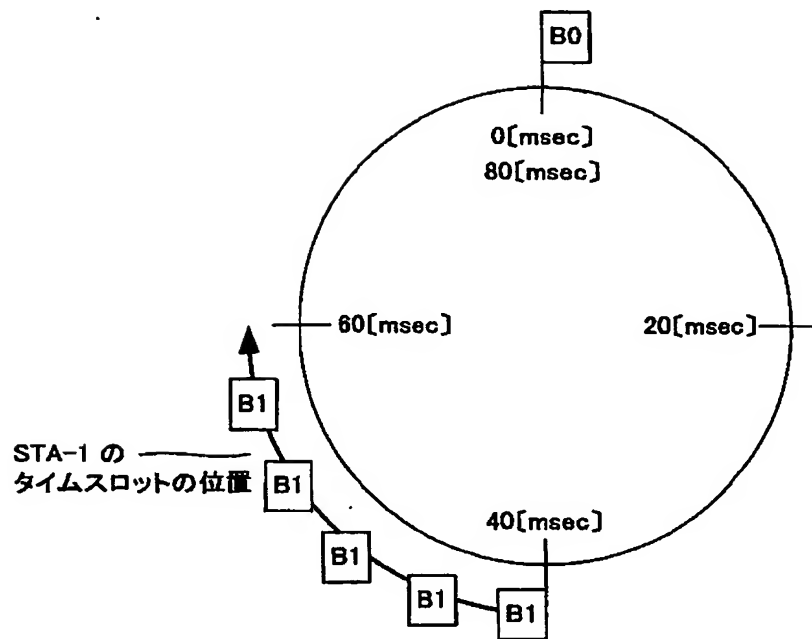 B0
0[msec]
80[msec]
60[msec]
20[msec]
B1
STA-1 の
タイムスロットの位置
B1
40[msec]
B1
B1
B1